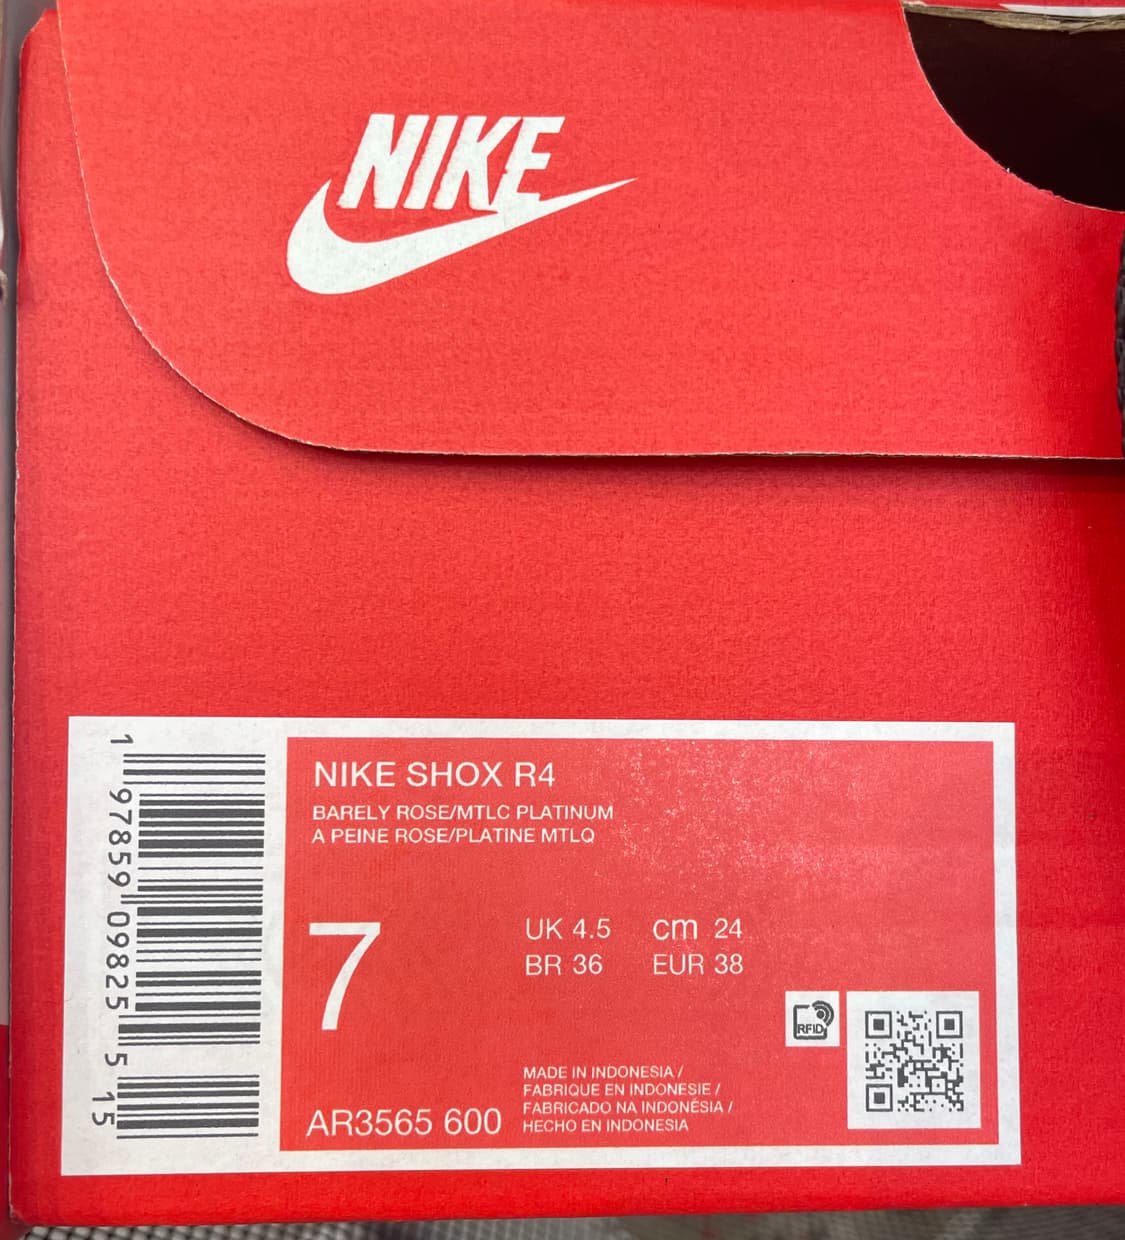 NIKE
NIKE SHOX R4
BARELY ROSE/MTLC PLATINUM
A PEINE ROSE/PLATINE MTLQ
7
UK 4.5 cm 24
BR 36 EUR 38
RFID
MADE IN INDONESIA /
FABRIQUE EN INDONESIE /
FABRICADO NA INDONÉSIA /
HECHO EN INDONESIA
AR3565 600
1 97859 09825 5 15